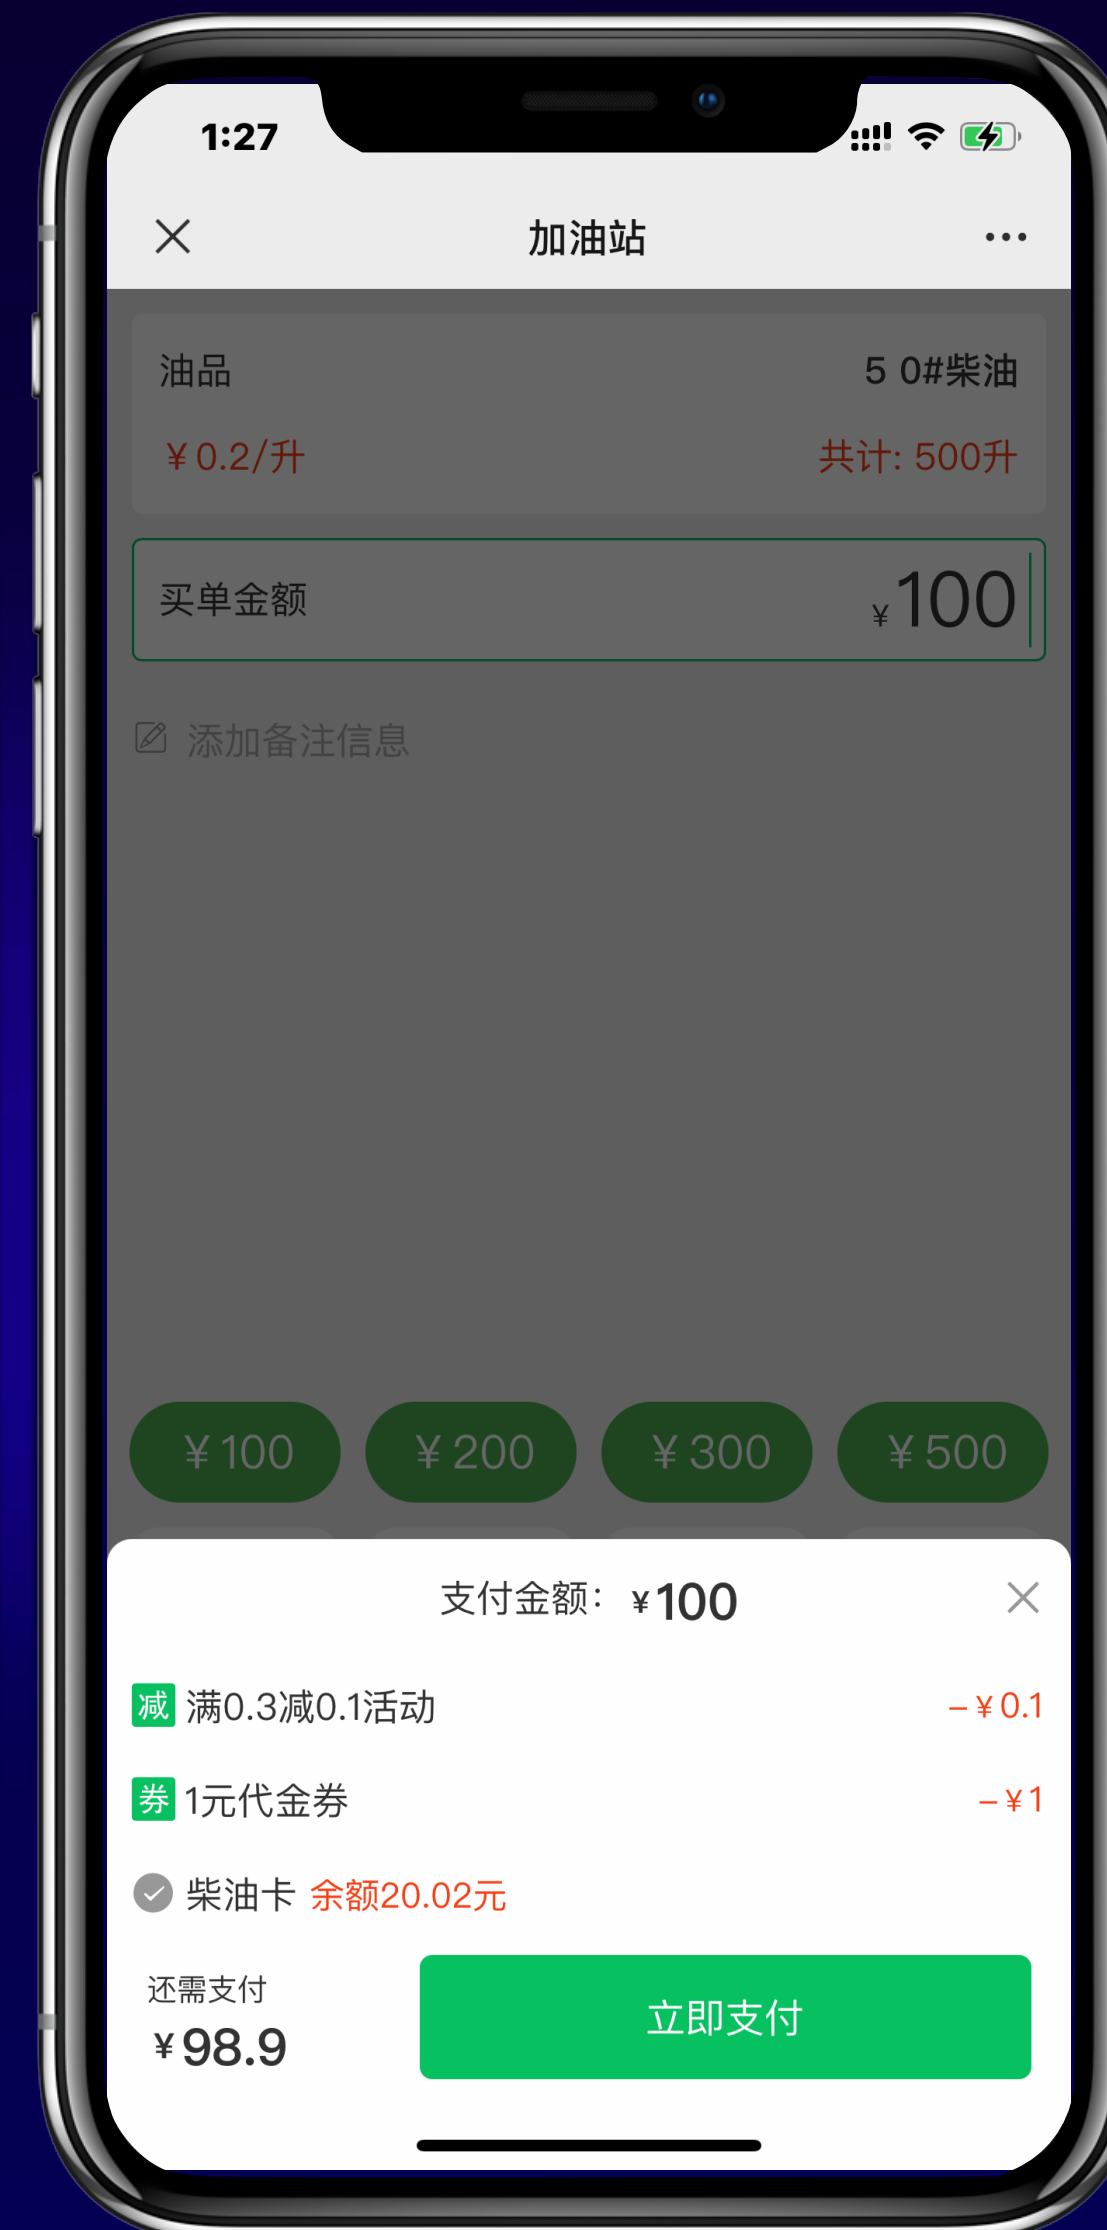 1:27
加油站
油品 5 0#柴油
¥0.2/升 共计: 500升
买单金额 ¥100
添加备注信息
¥100 ¥200 ¥300 ¥500
支付金额： ¥100
减 满0.3减0.1活动 -¥0.1
券 1元代金券 -¥1
柴油卡 余额20.02元
还需支付
¥98.9
立即支付